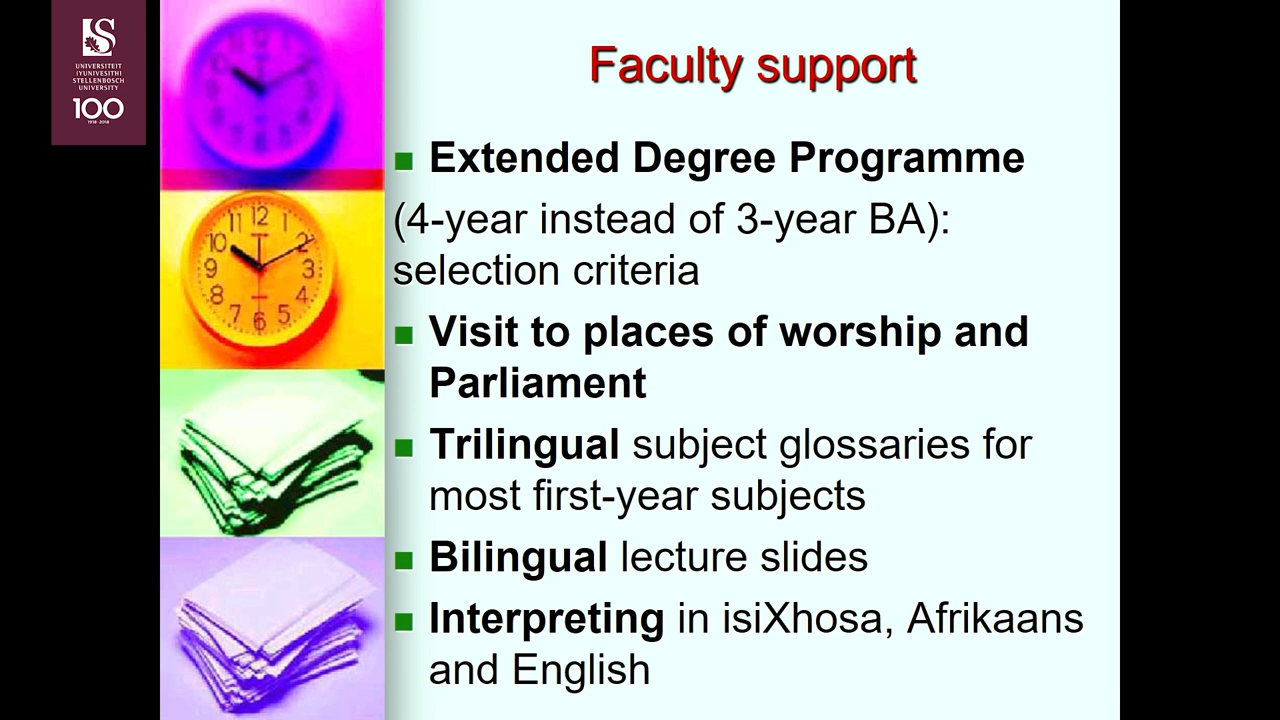 UNIVERSITEIT
IYUNIVESITHI
STELLENBOSCH
UNIVERSITY
100
1918 · 2018
Faculty support
Extended Degree Programme
(4-year instead of 3-year BA):
selection criteria
Visit to places of worship and
Parliament
Trilingual subject glossaries for
most first-year subjects
Bilingual lecture slides
Interpreting in isiXhosa, Afrikaans
and English